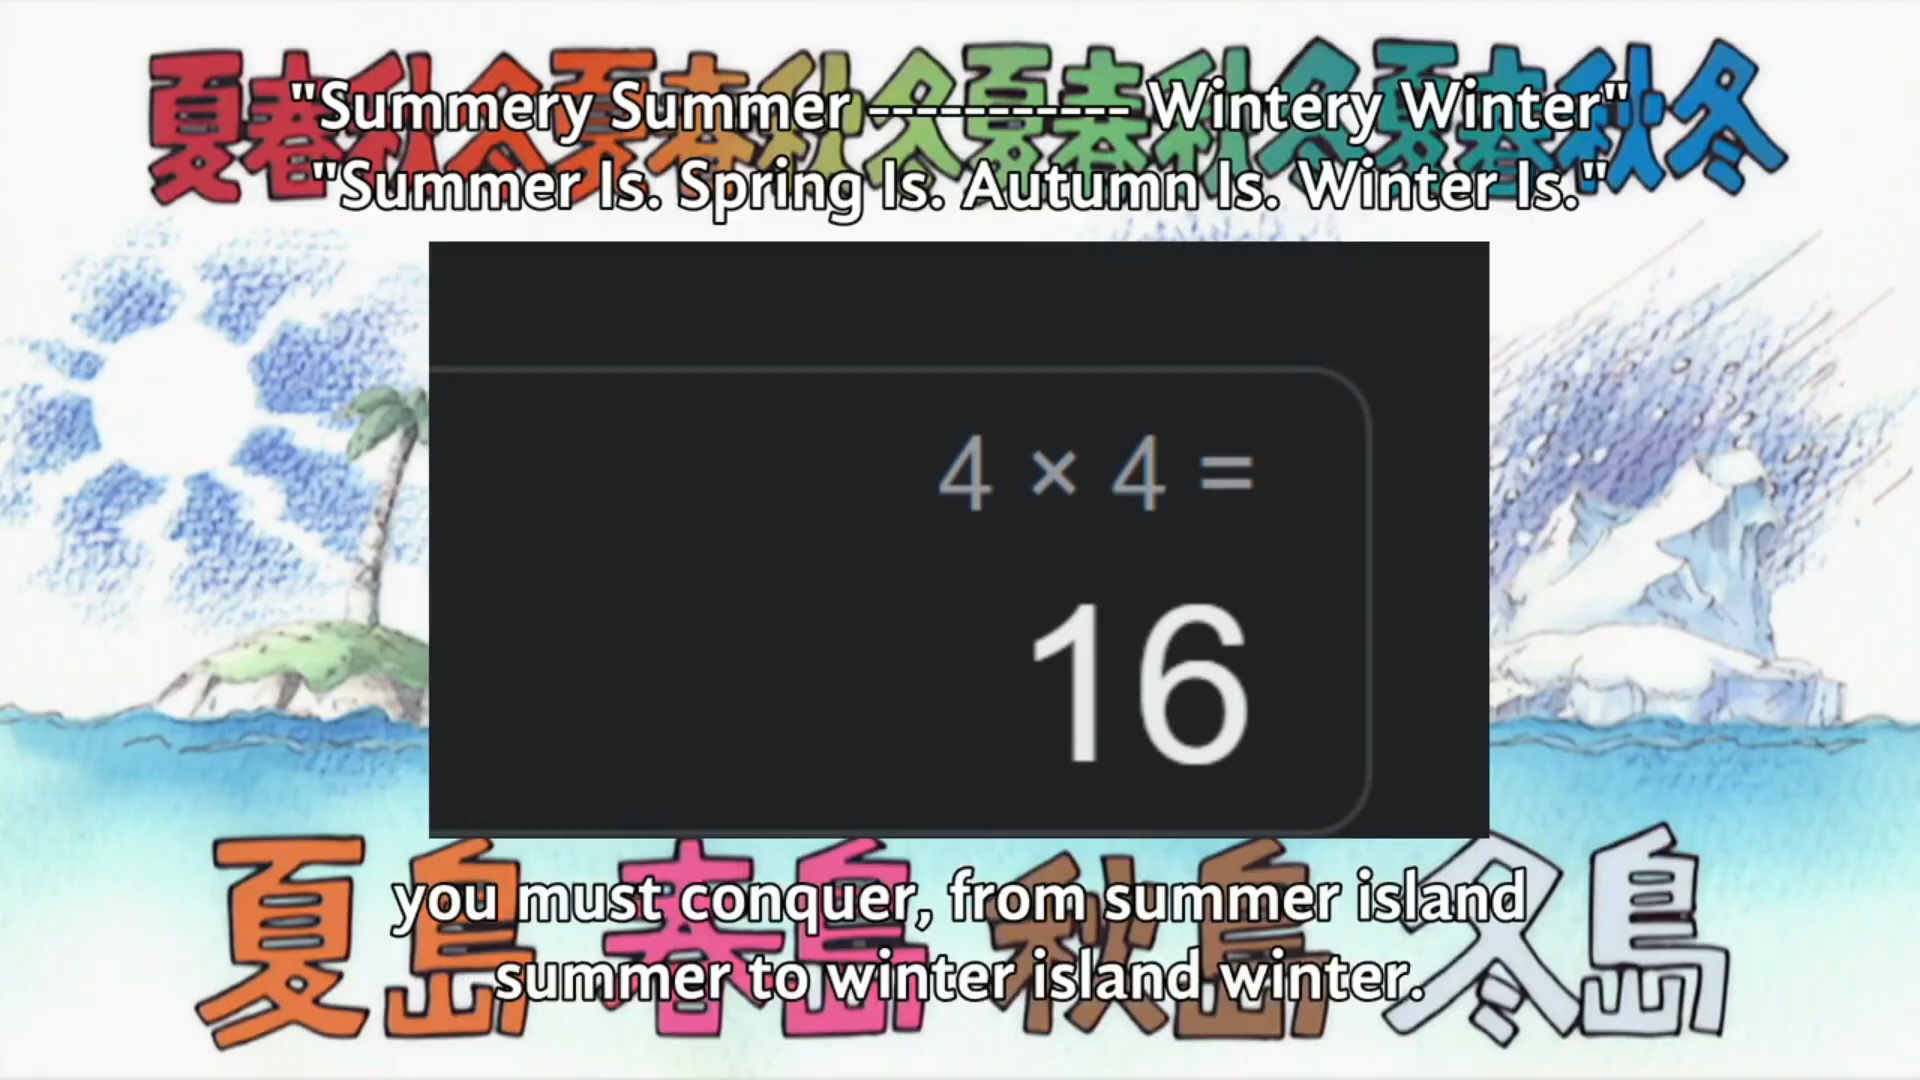 夏春秋冬夏春秋冬夏春秋冬夏春秋冬
"Summery Summer ----------- Wintery Winter"
"Summer Is. Spring Is. Autumn Is. Winter Is."
4 × 4 =
16
夏島 春島 秋島 冬島
you must conquer, from summer island
summer to winter island winter.